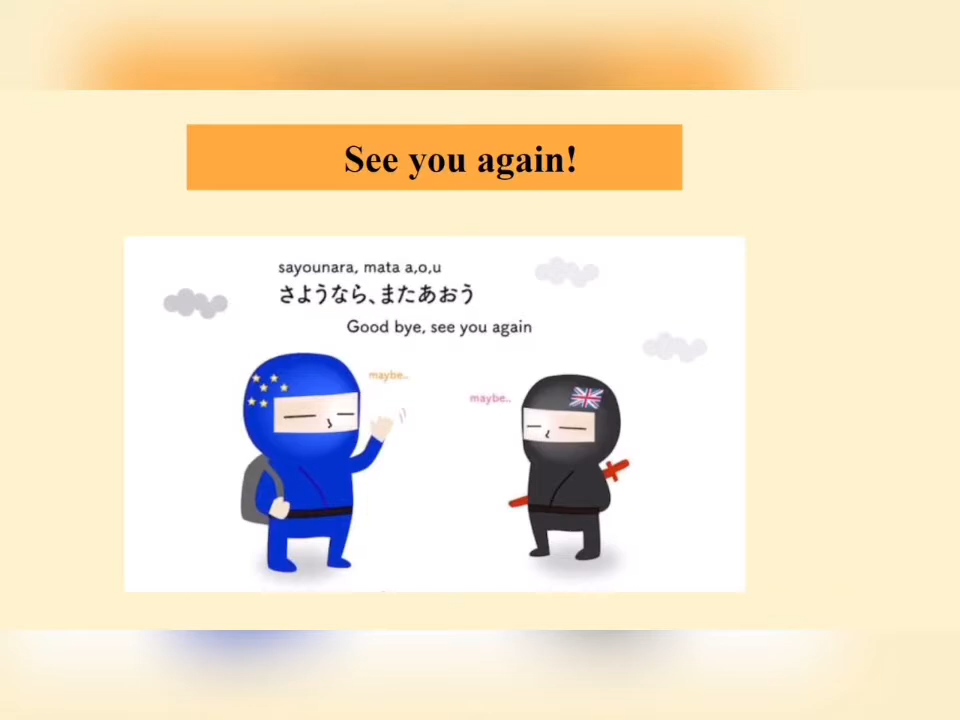 See you again!
sayounara, mata a,o,u
さようなら、またあおう
Good bye, see you again
maybe..
maybe..